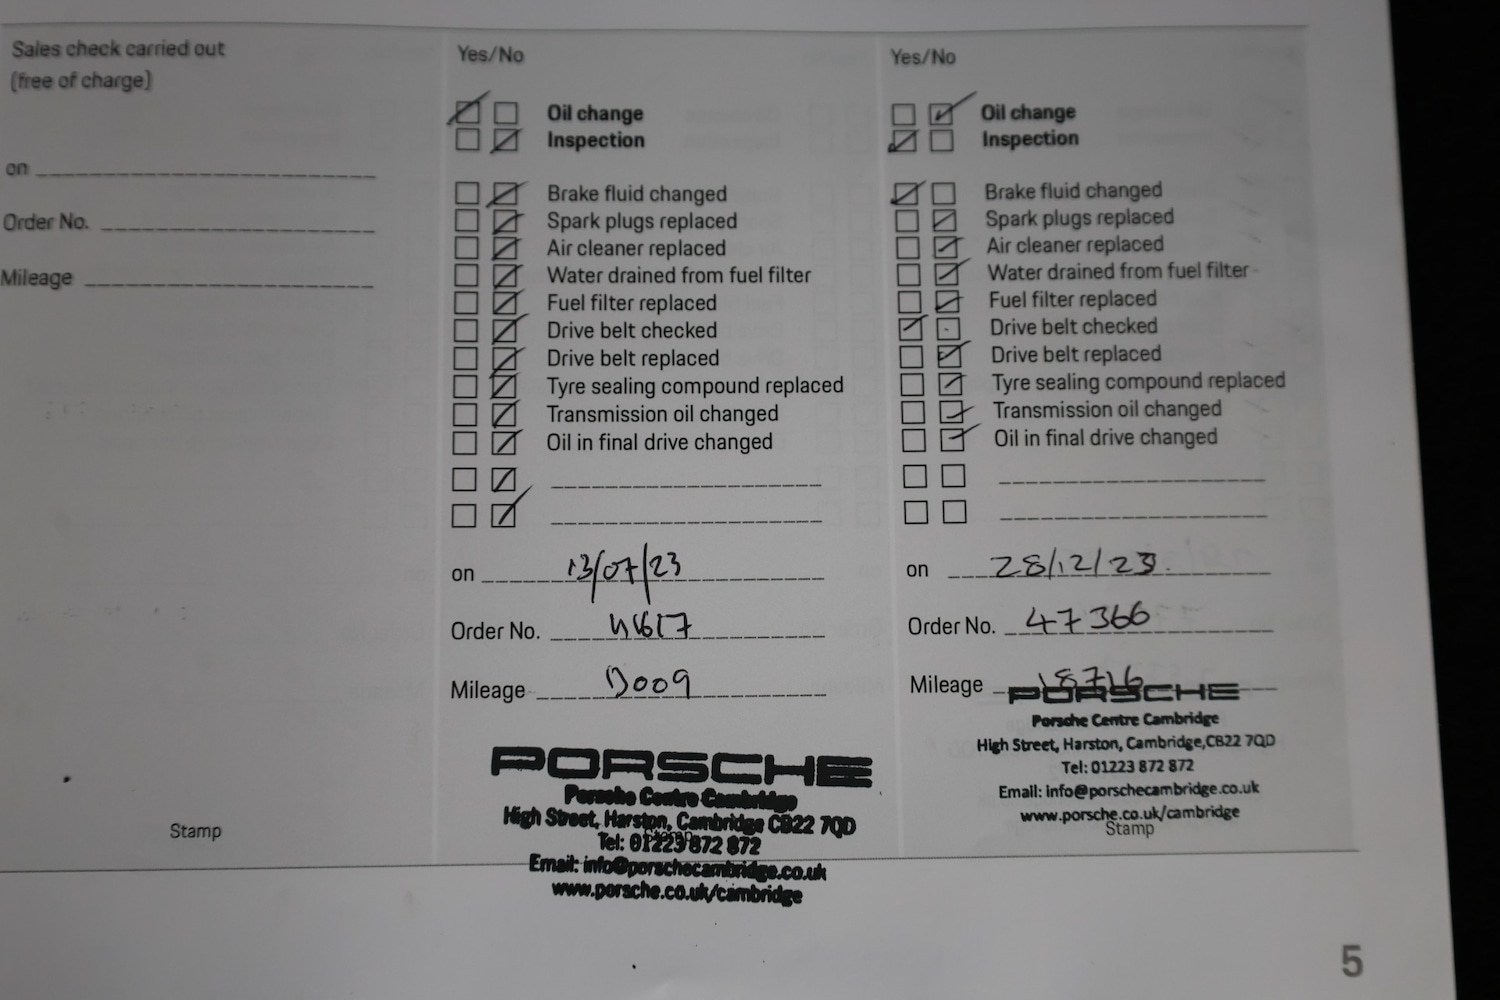 Sales check carried out
(free of charge)
on
Order No.
Mileage
Stamp
Yes/No
Oil change
Inspection
Brake fluid changed
Spark plugs replaced
Air cleaner replaced
Water drained from fuel filter
Fuel filter replaced
Drive belt checked
Drive belt replaced
Tyre sealing compound replaced
Transmission oil changed
Oil in final drive changed
on 13/07/23
Order No.
Mileage
PORSCHE
Porsche Centre Cambridge
High Street, Harston, Cambridge CB22 7QD
Stamp
Tel: 01223 872 872
Email: info@porschecambridge.co.uk
www.porsche.co.uk/cambridge
Yes/No
Oil change
Inspection
Brake fluid changed
Spark plugs replaced
Air cleaner replaced
Water drained from fuel filter
Fuel filter replaced
Drive belt checked
Drive belt replaced
Tyre sealing compound replaced
Transmission oil changed
Oil in final drive changed
on 28/12/23.
Order No. 47366
Mileage 18716
PORSCHE
Porsche Centre Cambridge
High Street, Harston, Cambridge,CB22 7QD
Tel: 01223 872 872
Email: info@porschecambridge.co.uk
www.porsche.co.uk/cambridge
Stamp
5